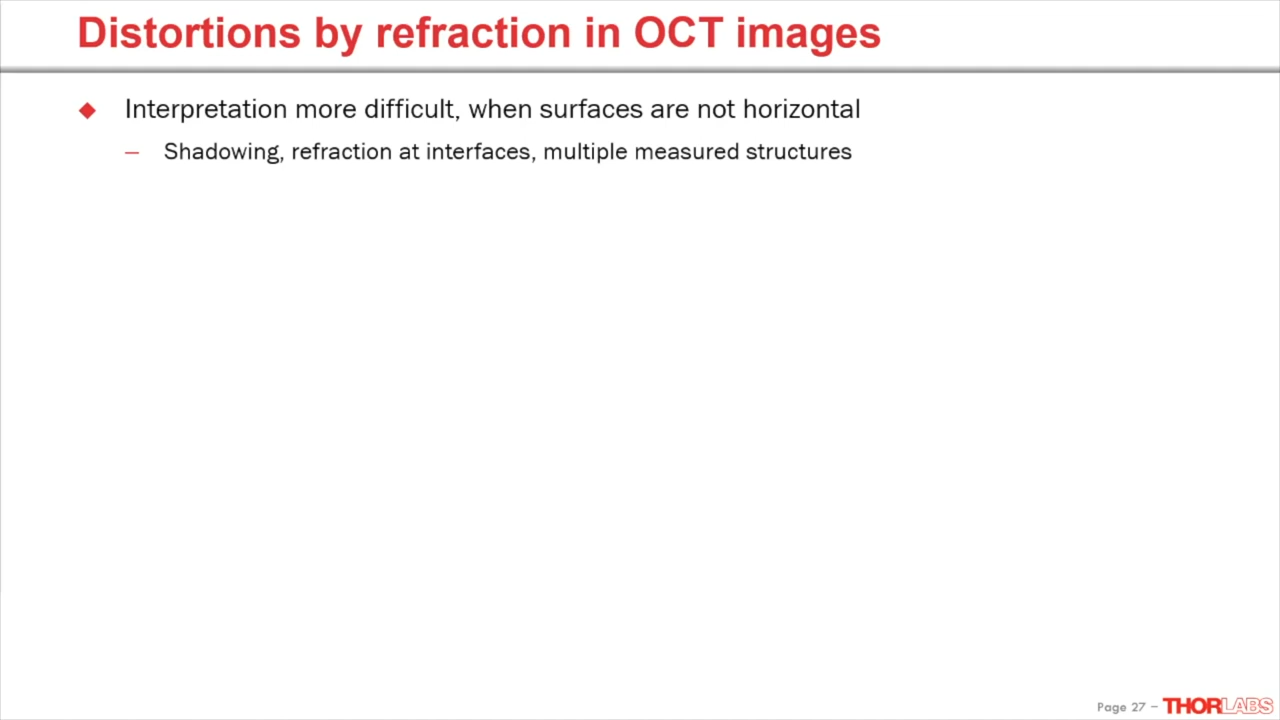 Distortions by refraction in OCT images
Interpretation more difficult, when surfaces are not horizontal
– Shadowing, refraction at interfaces, multiple measured structures
Page 27 – THORLABS